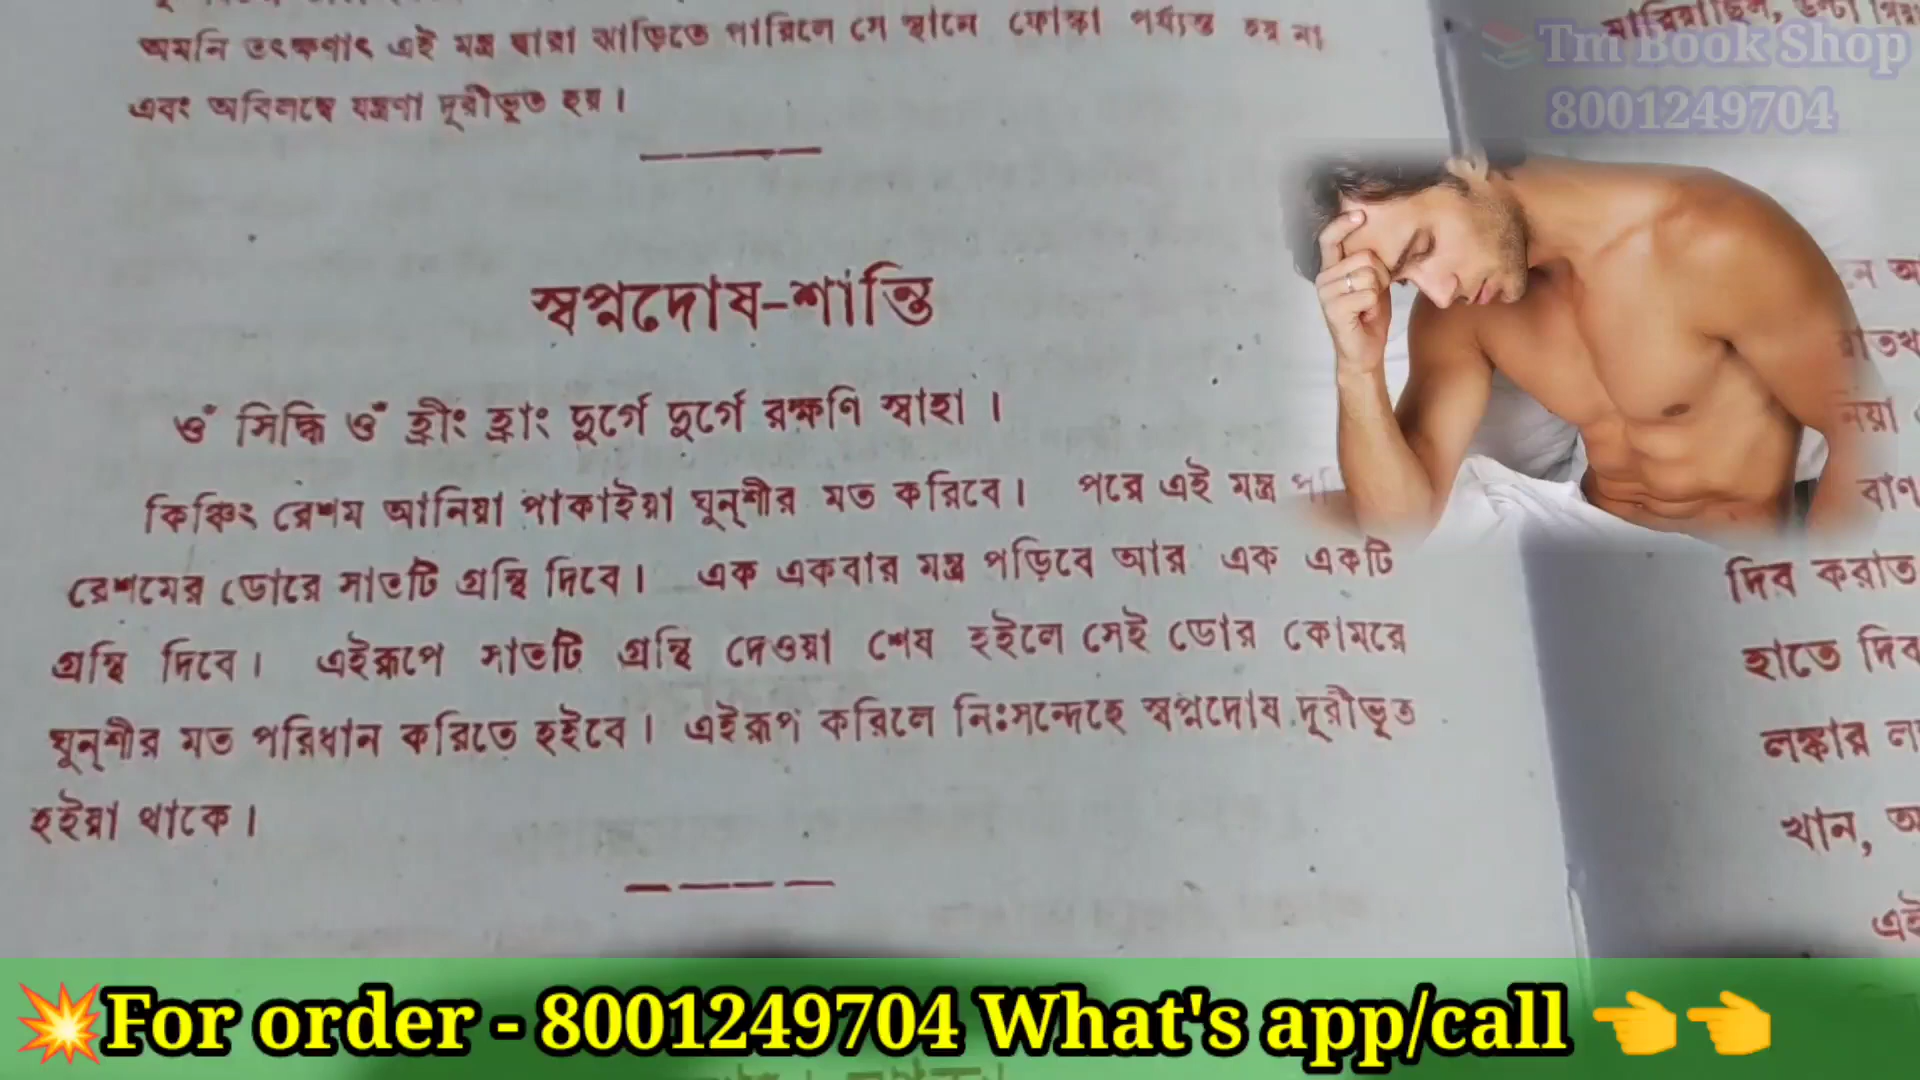 অমনি তৎক্ষণাৎ এই মন্ত্র দ্বারা ঝাড়িতে পারিলে সে স্থানে ফোস্কা পর্য্যন্ত হয় না
এবং অবিলম্বে যন্ত্রণা দূরীভূত হয়।
স্বপ্নদোষ-শান্তি
ওঁ সিদ্ধি ওঁ হ্রীং হ্রাং দুর্গে দুর্গে রক্ষণি স্বাহা।
কিঞ্চিৎ রেশম আনিয়া পাকাইয়া ঘুন্‌শীর মত করিবে। পরে এই মন্ত্র
রেশমের ডোরে সাতটি গ্রন্থি দিবে। এক একবার মন্ত্র পড়িবে আর এক একটি
গ্রন্থি দিবে। এইরূপে সাতটি গ্রন্থি দেওয়া শেষ হইলে সেই ডোর কোমরে
ঘুন্‌শীর মত পরিধান করিতে হইবে। এইরূপ করিলে নিঃসন্দেহে স্বপ্নদোষ দূরীভূত
হইয়া থাকে।
Tm Book Shop
8001249704
দিব করাত
হাতে দিব
লঙ্কার
খান,
এই
💥For order - 8001249704 What's app/call 👈👈